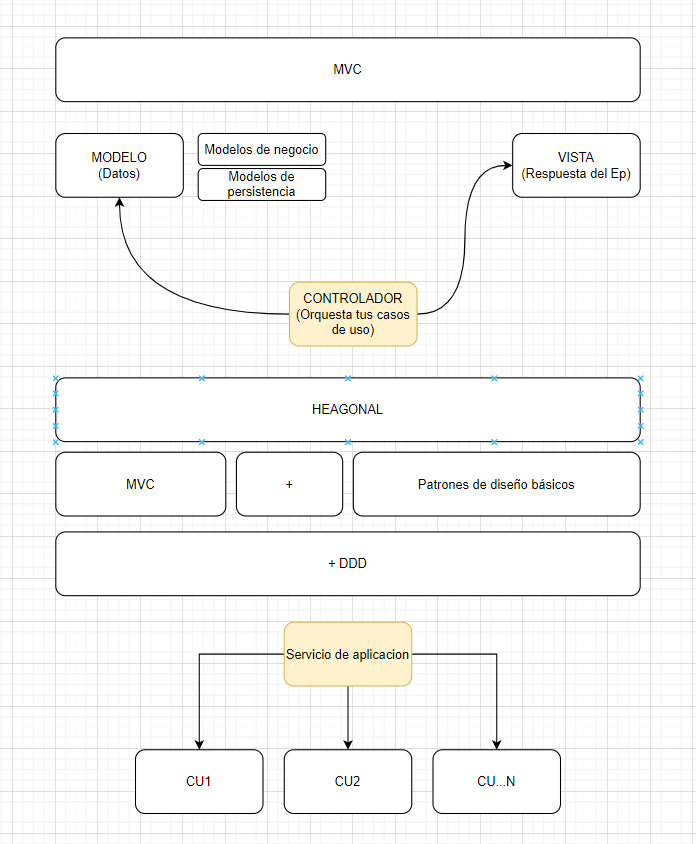 MVC
MODELO
(Datos)
Modelos de negocio
Modelos de
persistencia
VISTA
(Respuesta del Ep)
CONTROLADOR
(Orquesta tus casos
de uso)
HEAGONAL
MVC
+
Patrones de diseño básicos
+ DDD
Servicio de aplicacion
CU1
CU2
CU...N